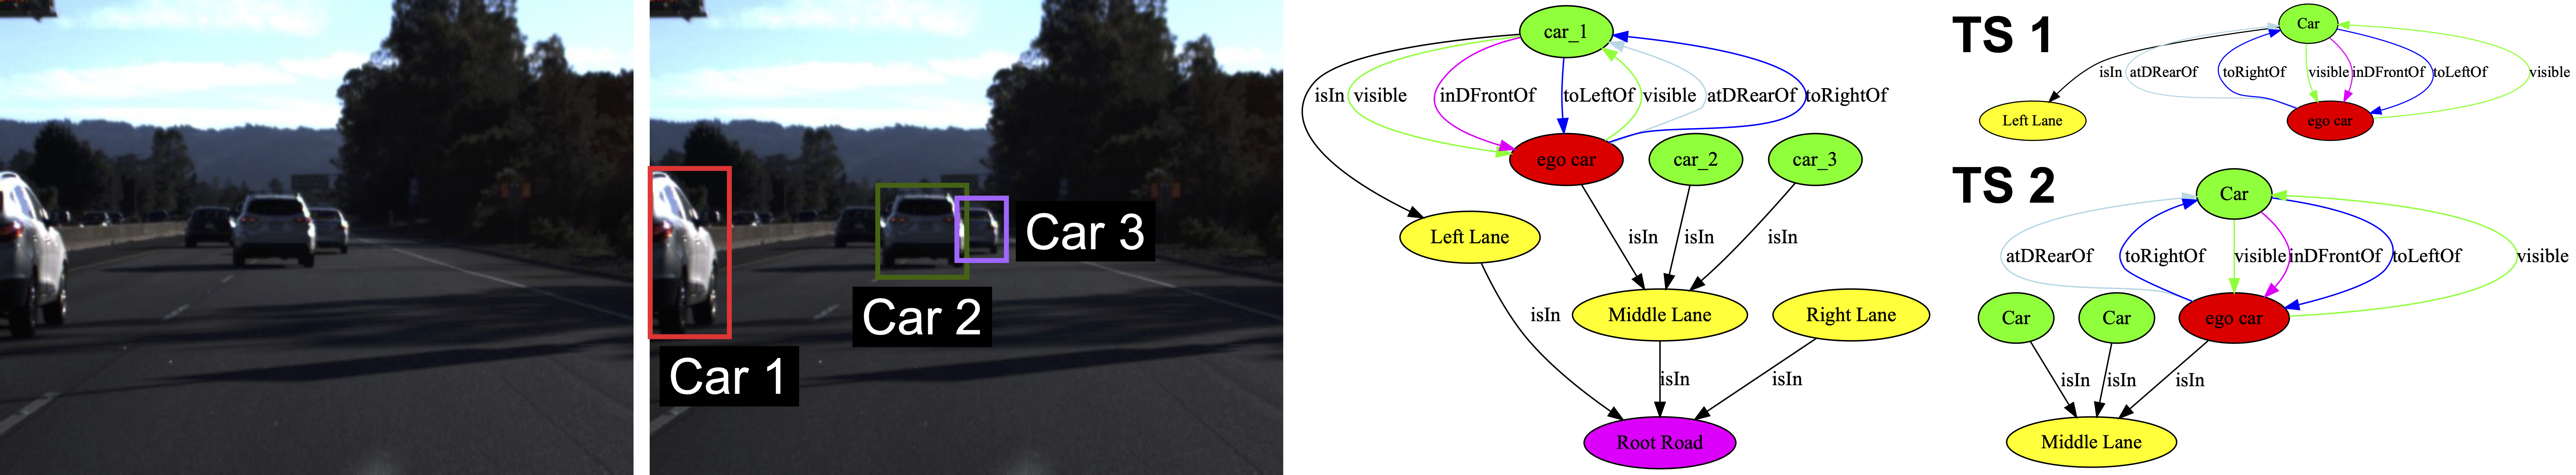 Car 1
Car 2
Car 3
car_1
isIn
visible
inDFrontOf
toLeftOf
visible
atDRearOf
toRightOf
ego car
car_2
car_3
Left Lane
isIn
isIn
isIn
isIn
Middle Lane
Right Lane
isIn
isIn
Root Road
TS 1
Car
isIn
atDRearOf
toRightOf
visible
inDFrontOf
toLeftOf
visible
Left Lane
ego car
TS 2
Car
atDRearOf
toRightOf
visible
inDFrontOf
toLeftOf
visible
Car
Car
ego car
isIn
isIn
isIn
Middle Lane